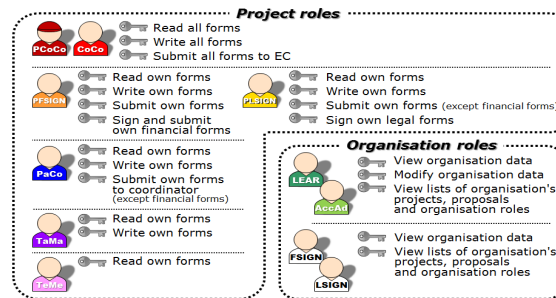 Project roles
PCoCo
CoCo
Read all forms
Write all forms
Submit all forms to EC
PFSIGN
Read own forms
Write own forms
Submit own forms
Sign and submit
own financial forms
PLSIGN
Read own forms
Write own forms
Submit own forms (except financial forms)
Sign own legal forms
PaCo
Read own forms
Write own forms
Submit own forms
to coordinator
(except financial forms)
TaMa
Read own forms
Write own forms
TeMe
Read own forms
Organisation roles
LEAR
AccAd
View organisation data
Modify organisation data
View lists of organisation's
projects, proposals
and organisation roles
FSIGN
LSIGN
View organisation data
View lists of organisation's
projects, proposals
and organisation roles